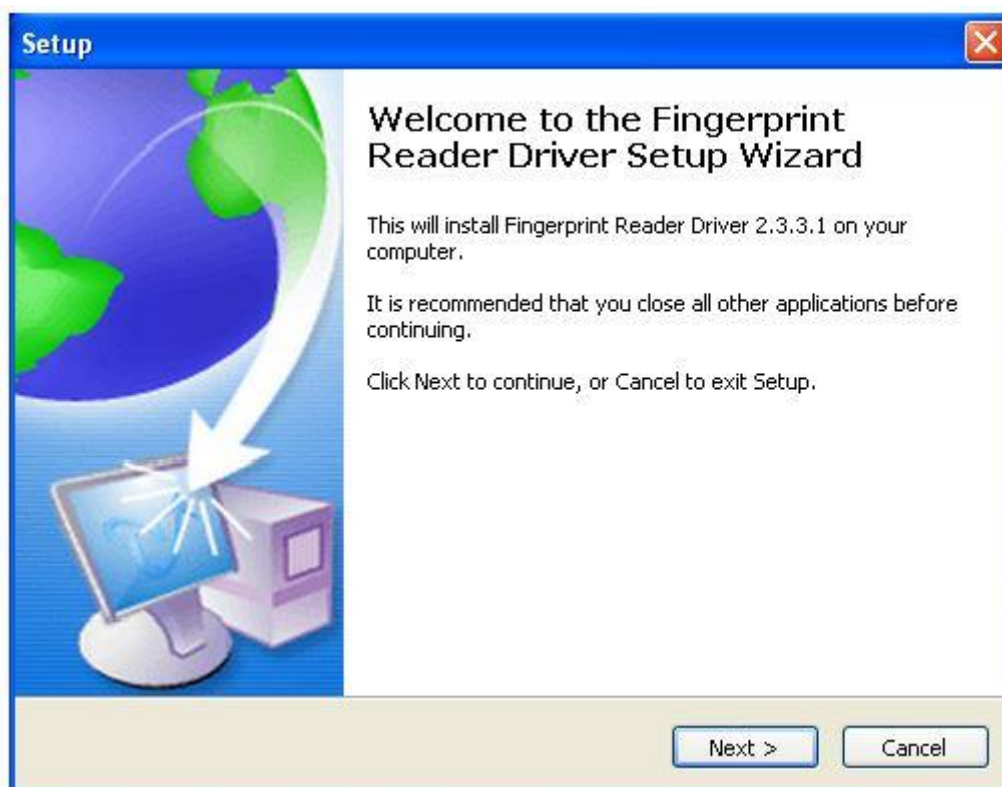 Setup
Welcome to the Fingerprint
Reader Driver Setup Wizard
This will install Fingerprint Reader Driver 2.3.3.1 on your
computer.
It is recommended that you close all other applications before
continuing.
Click Next to continue, or Cancel to exit Setup.
Next >
Cancel